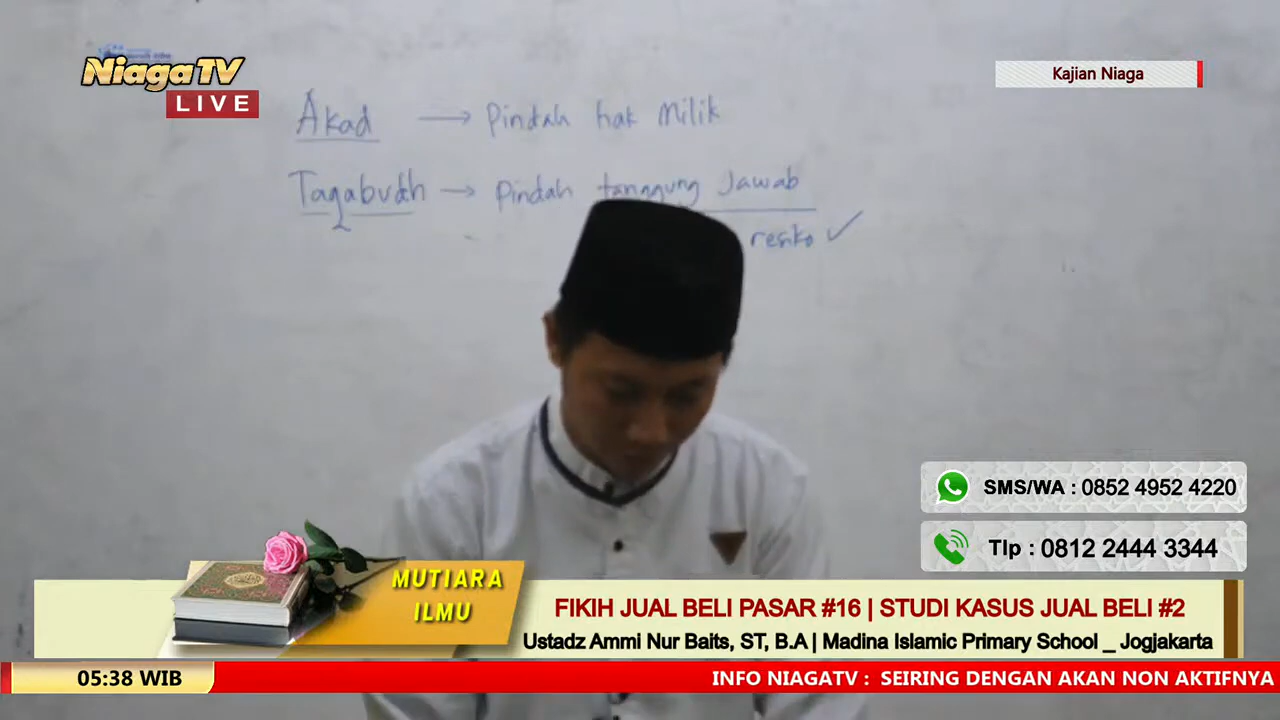 NiagaTV
LIVE
Kajian Niaga
Akad → Pindah hak Milik
Taqabudh → Pindah tanggung Jawab
resiko ✓
SMS/WA : 0852 4952 4220
Tlp : 0812 2444 3344
MUTIARA
ILMU
FIKIH JUAL BELI PASAR #16 | STUDI KASUS JUAL BELI #2
Ustadz Ammi Nur Baits, ST, B.A | Madina Islamic Primary School _ Jogjakarta
05:38 WIB
INFO NIAGATV : SEIRING DENGAN AKAN NON AKTIFNYA